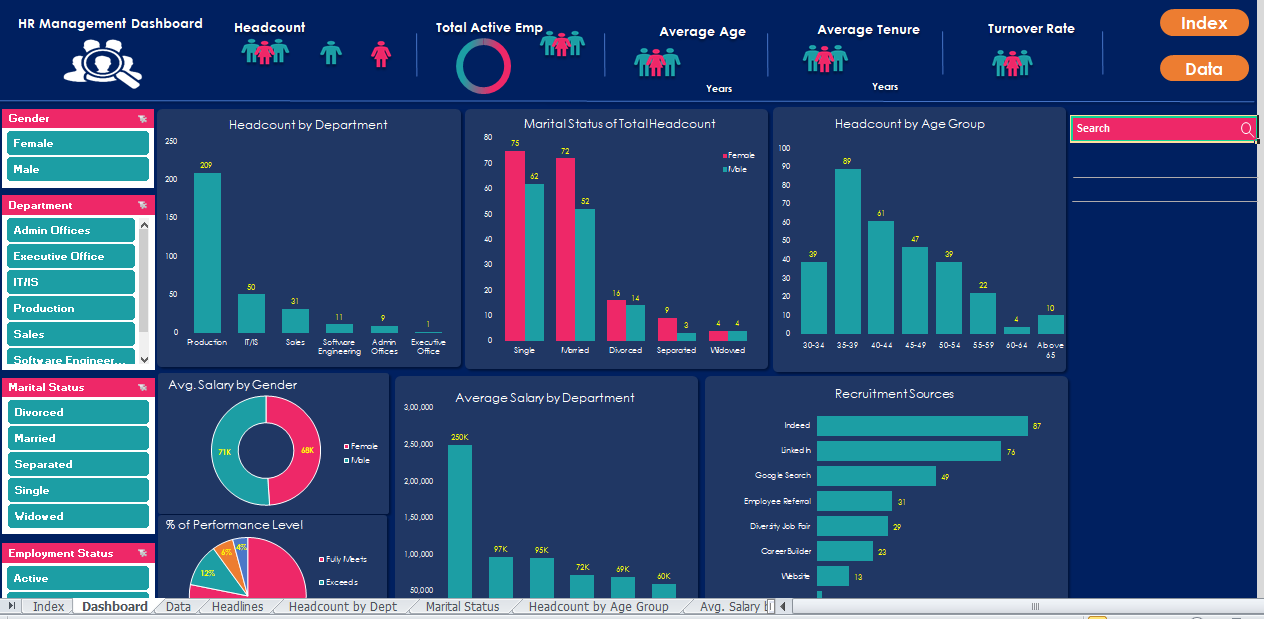 HR Management Dashboard
Headcount
Total Active Emp
Average Age
Years
Average Tenure
Years
Turnover Rate
Index
Data
Gender
Female
Male
Department
Admin Offices
Executive Office
IT/IS
Production
Sales
Software Engineer...
Marital Status
Divorced
Married
Separated
Single
Widowed
Employment Status
Active
Headcount by Department
250
200
150
100
50
0
209
50
31
11
9
1
Production
IT/IS
Sales
Software Engineering
Admin Offices
Executive Office
Marital Status of Total Headcount
80
70
60
50
40
30
20
10
0
75
62
72
52
16
14
9
3
4
4
Female
Male
Single
Married
Divorced
Separated
Widowed
Headcount by Age Group
100
90
80
70
60
50
40
30
20
10
0
39
89
61
47
39
22
4
10
30-34
35-39
40-44
45-49
50-54
55-59
60-64
Above 65
Search
Avg. Salary by Gender
71K
68K
Female
Male
% of Performance Level
12%
6%
4%
Fully Meets
Exceeds
Average Salary by Department
3,00,000
2,50,000
2,00,000
1,50,000
1,00,000
50,000
250K
97K
95K
72K
69K
60K
Recruitment Sources
Indeed
87
LinkedIn
76
Google Search
49
Employee Referral
31
Diversity Job Fair
29
CareerBuilder
23
Website
13
Index
Dashboard
Data
Headlines
Headcount by Dept
Marital Status
Headcount by Age Group
Avg. Salary